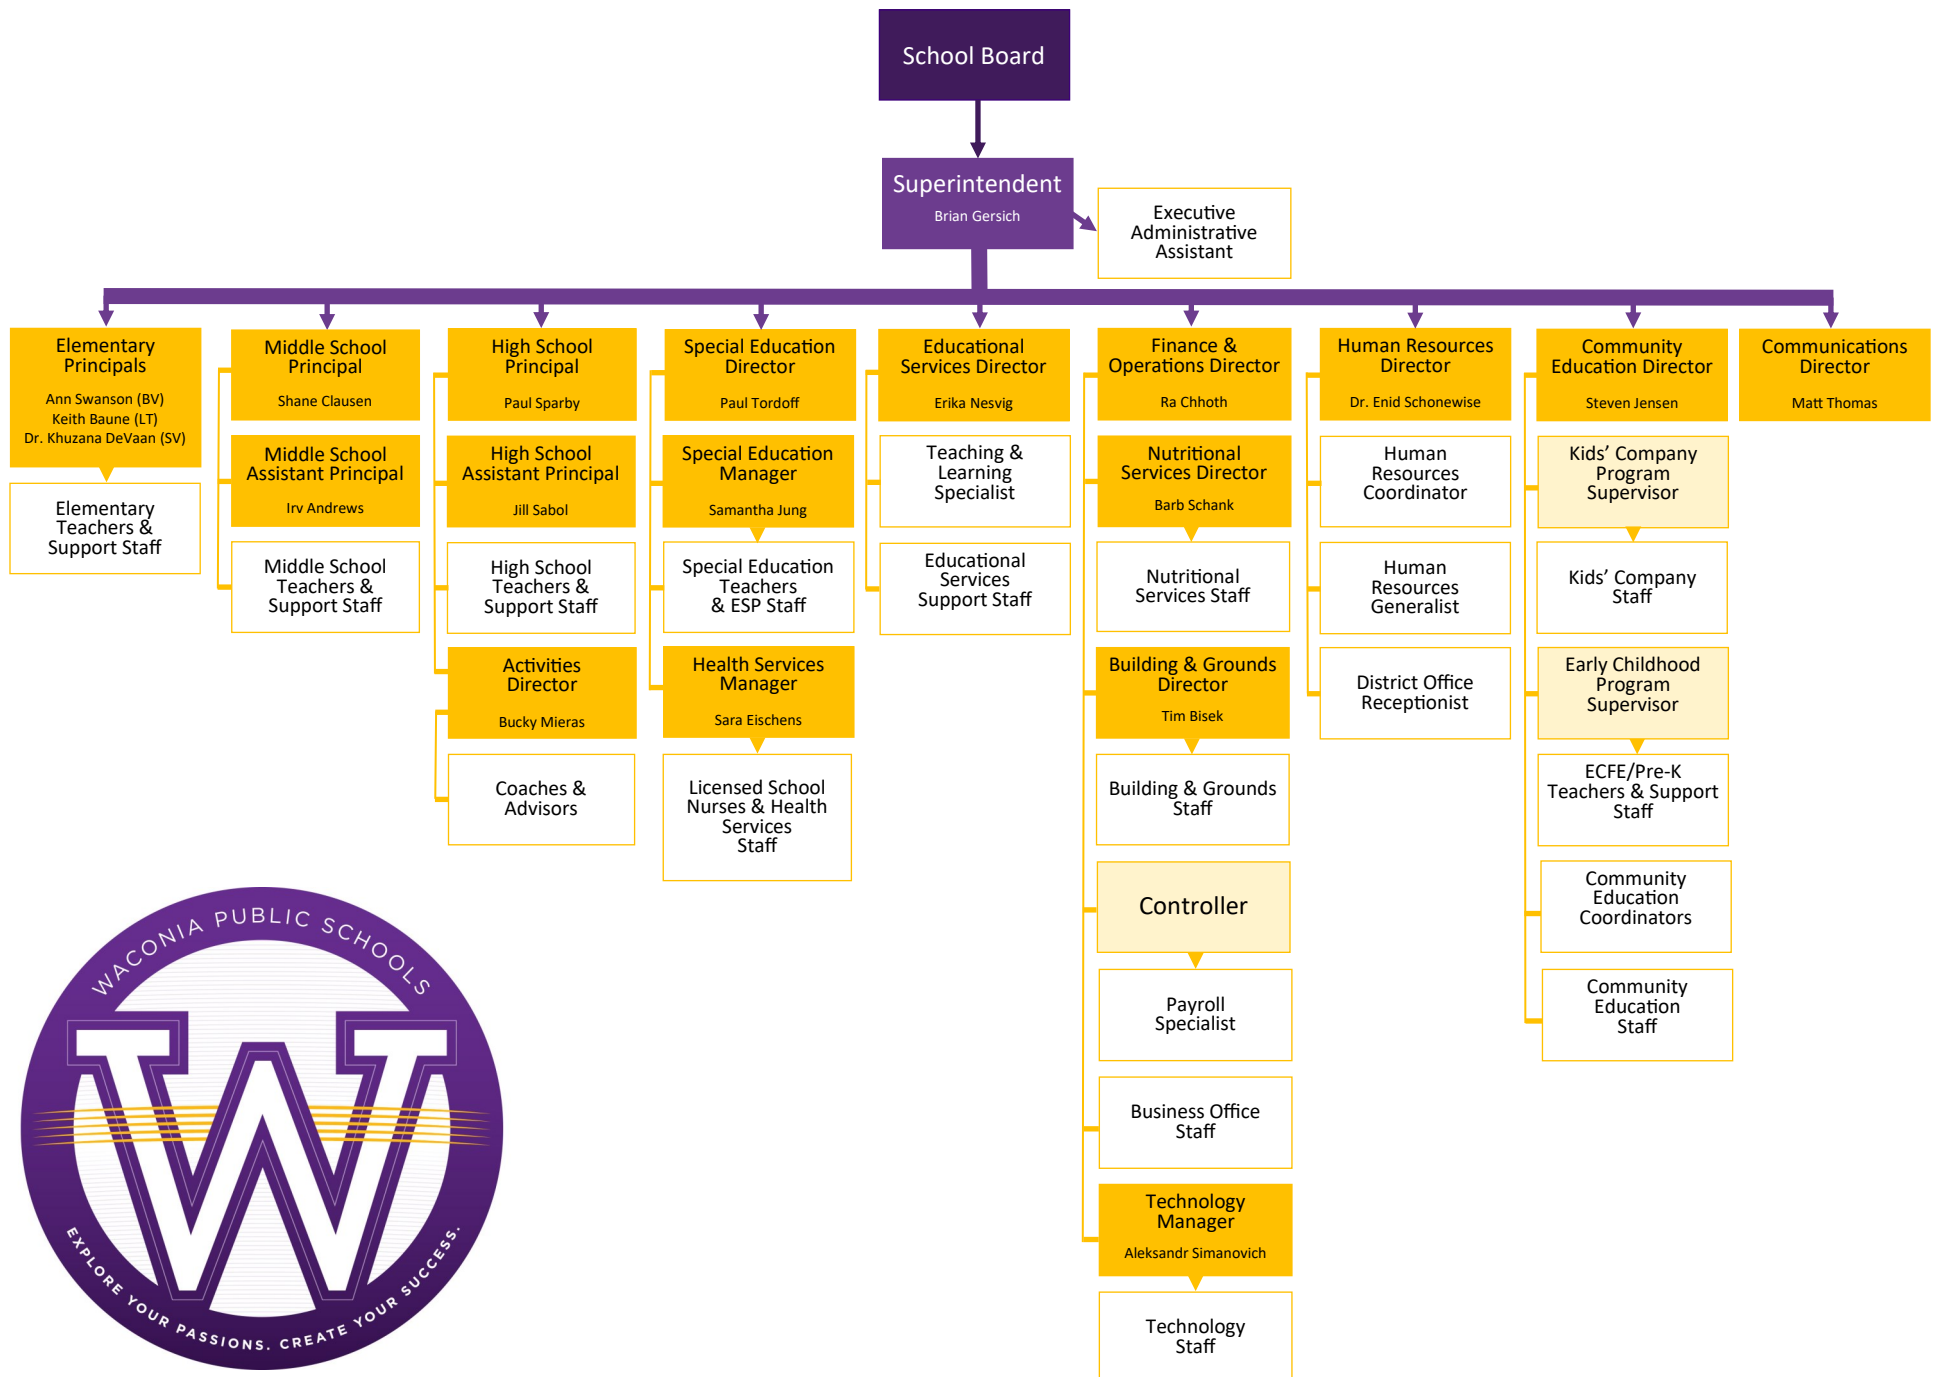 School Board
Superintendent
Brian Gersich
Executive
Administrative
Assistant
Elementary
Principals
Ann Swanson (BV)
Keith Baune (LT)
Dr. Khuzana DeVaan (SV)
Elementary
Teachers &
Support Staff
Middle School
Principal
Shane Clausen
Middle School
Assistant Principal
Irv Andrews
Middle School
Teachers &
Support Staff
High School
Principal
Paul Sparby
High School
Assistant Principal
Jill Sabol
High School
Teachers &
Support Staff
Activities
Director
Bucky Mieras
Coaches &
Advisors
Special Education
Director
Paul Tordoff
Special Education
Manager
Samantha Jung
Special Education
Teachers
& ESP Staff
Health Services
Manager
Sara Eischens
Licensed School
Nurses & Health
Services
Staff
Educational
Services Director
Erika Nesvig
Teaching &
Learning
Specialist
Educational
Services
Support Staff
Finance &
Operations Director
Ra Chhoth
Nutritional
Services Director
Barb Schank
Nutritional
Services Staff
Building & Grounds
Director
Tim Bisek
Building & Grounds
Staff
Controller
Payroll
Specialist
Business Office
Staff
Technology
Manager
Aleksandr Simanovich
Technology
Staff
Human Resources
Director
Dr. Enid Schonewise
Human
Resources
Coordinator
Human
Resources
Generalist
District Office
Receptionist
Community
Education Director
Steven Jensen
Kids' Company
Program
Supervisor
Kids' Company
Staff
Early Childhood
Program
Supervisor
ECFE/Pre-K
Teachers & Support
Staff
Community
Education
Coordinators
Community
Education
Staff
Communications
Director
Matt Thomas
WACONIA PUBLIC SCHOOLS
W
EXPLORE YOUR PASSIONS. CREATE YOUR SUCCESS.